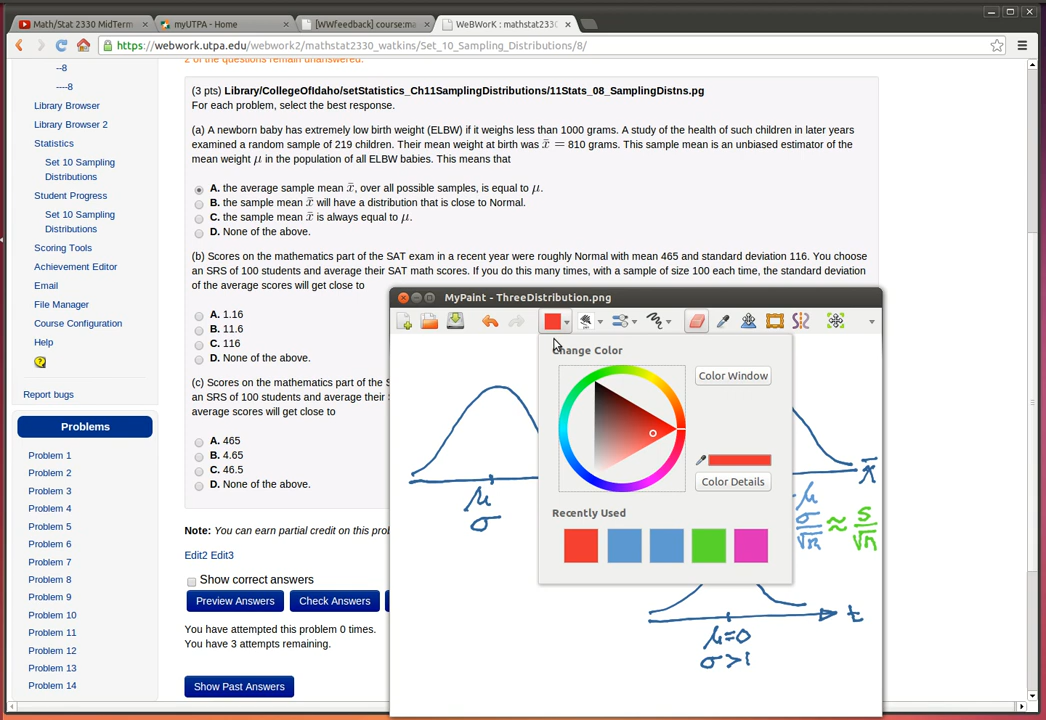 Math/Stat 2330 MidTerm
myUTPA - Home
[WWfeedback] course:ma
WeBWorK : mathstat233
https://webwork.utpa.edu/webwork2/mathstat2330_watkins/Set_10_Sampling_Distributions/8/
--8
----8
Library Browser
Library Browser 2
Statistics
Set 10 Sampling
Distributions
Student Progress
Set 10 Sampling
Distributions
Scoring Tools
Achievement Editor
Email
File Manager
Course Configuration
Help
Report bugs
Problems
Problem 1
Problem 2
Problem 3
Problem 4
Problem 5
Problem 6
Problem 7
Problem 8
Problem 9
Problem 10
Problem 11
Problem 12
Problem 13
Problem 14
2 of the questions remain unanswered.
(3 pts) Library/CollegeOfIdaho/setStatistics_Ch11SamplingDistributions/11Stats_08_SamplingDistns.pg
For each problem, select the best response.
(a) A newborn baby has extremely low birth weight (ELBW) if it weighs less than 1000 grams. A study of the health of such children in later years
examined a random sample of 219 children. Their mean weight at birth was x̄ = 810 grams. This sample mean is an unbiased estimator of the
mean weight μ in the population of all ELBW babies. This means that
A. the average sample mean x̄, over all possible samples, is equal to μ.
B. the sample mean x̄ will have a distribution that is close to Normal.
C. the sample mean x̄ is always equal to μ.
D. None of the above.
(b) Scores on the mathematics part of the SAT exam in a recent year were roughly Normal with mean 465 and standard deviation 116. You choose
an SRS of 100 students and average their SAT math scores. If you do this many times, with a sample of size 100 each time, the standard deviation
of the average scores will get close to
A. 1.16
B. 11.6
C. 116
D. None of the above.
(c) Scores on the mathematics part of the
SRS of 100 students and average their
average scores will get close to
A. 465
B. 4.65
C. 46.5
D. None of the above.
Note: You can earn partial credit on this pro
Edit2 Edit3
Show correct answers
Preview Answers
Check Answers
You have attempted this problem 0 times.
You have 3 attempts remaining.
Show Past Answers
MyPaint - ThreeDistribution.png
Change Color
Color Window
Color Details
Recently Used
μ
σ
x̄
μ
σ/√n ≈ s/√n
t
μ=0
σ>1